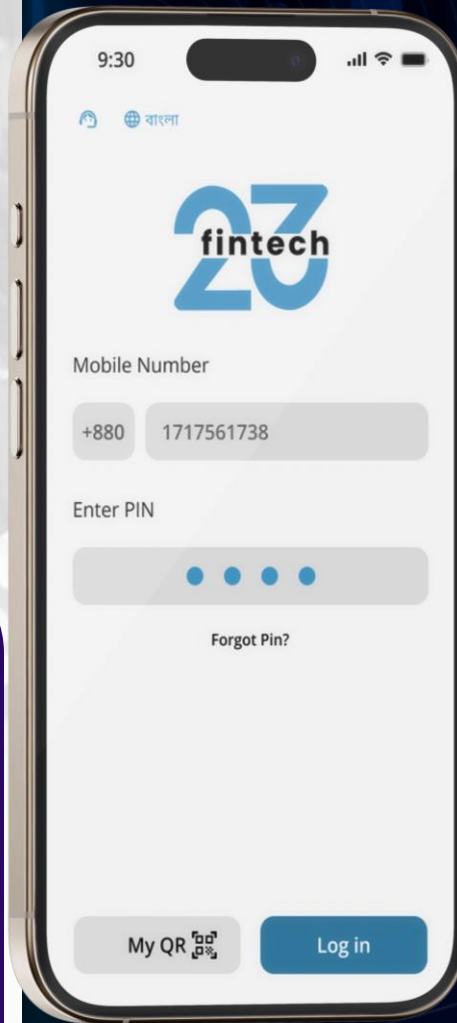 9:30
বাংলা
23
fintech
Mobile Number
+880 1717561738
Enter PIN
Forgot Pin?
My QR Log in